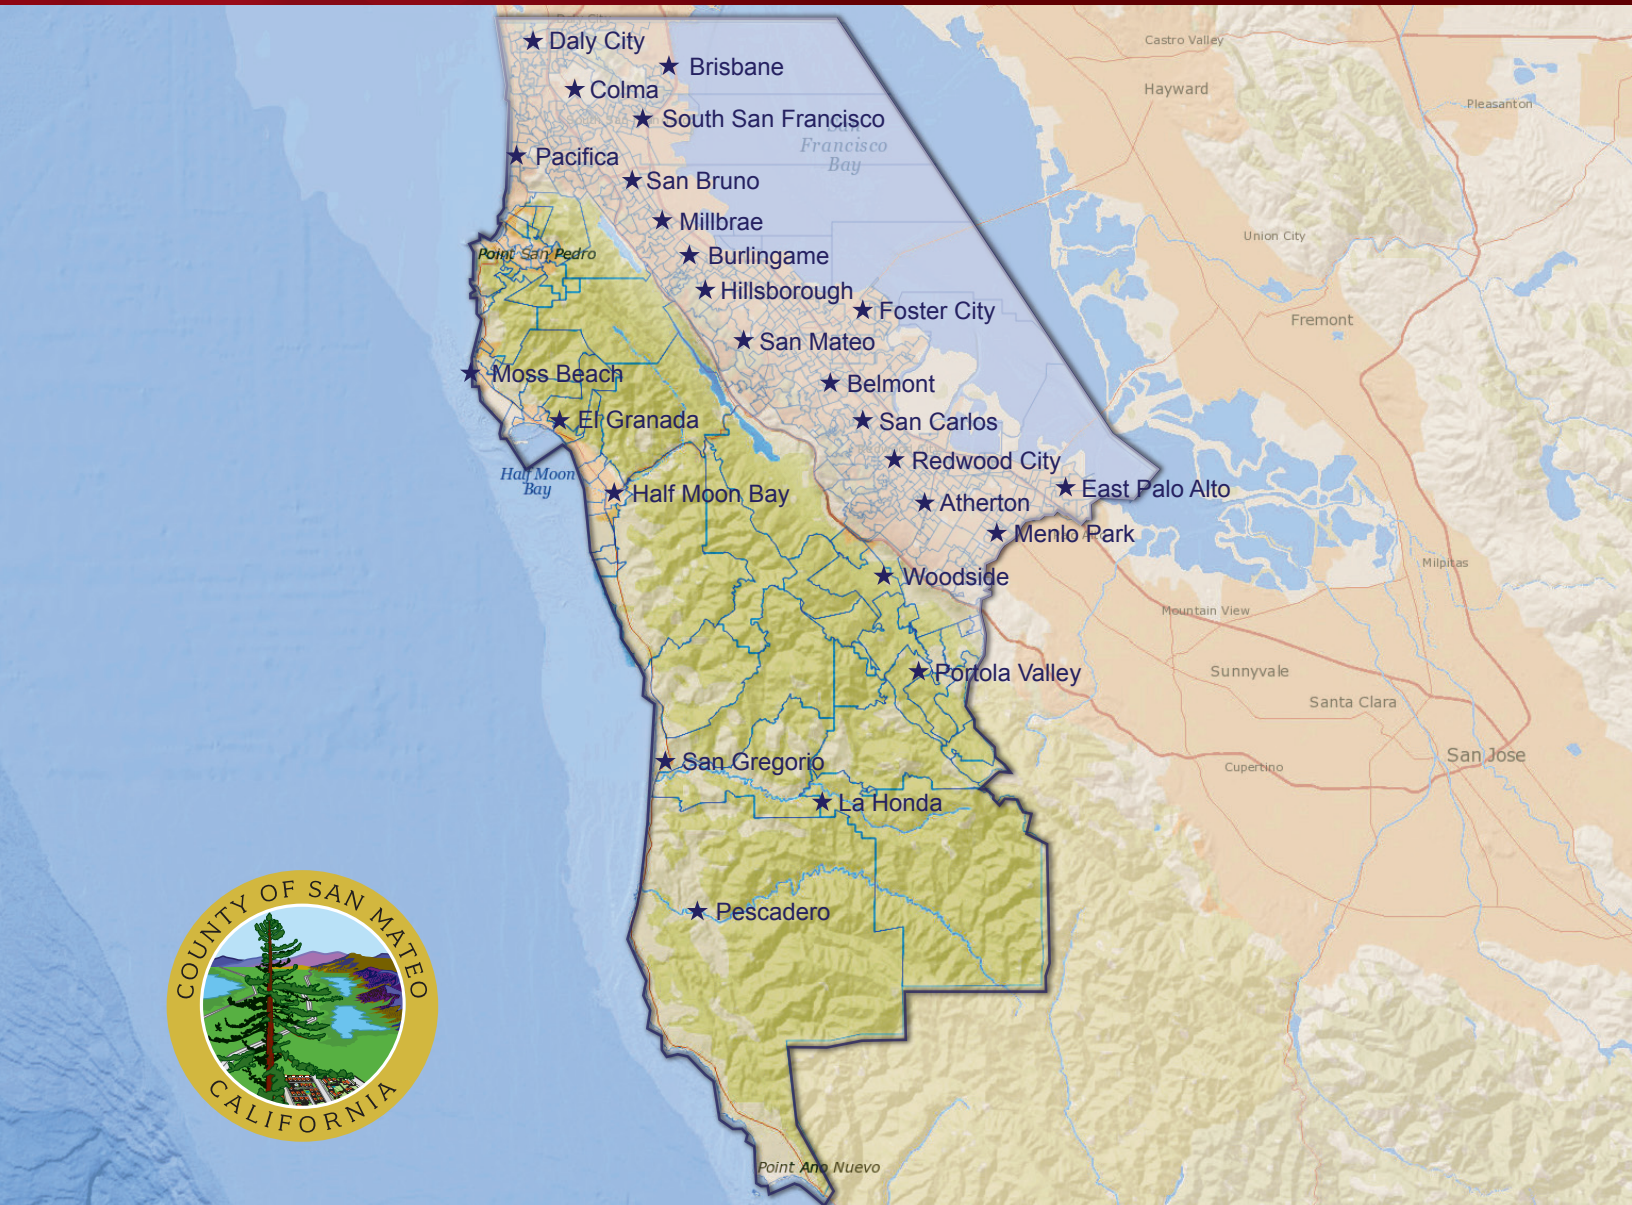 Daly City
Brisbane
Colma
South San Francisco
San
Francisco
Bay
Pacifica
San Bruno
Millbrae
Point San Pedro
Burlingame
Hillsborough
Foster City
San Mateo
Moss Beach
Belmont
El Granada
San Carlos
Redwood City
Half Moon
Bay
Half Moon Bay
East Palo Alto
Atherton
Menlo Park
Woodside
Portola Valley
San Gregorio
La Honda
Pescadero
Point Ano Nuevo
Castro Valley
Hayward
Pleasanton
Union City
Fremont
Milpitas
Mountain View
Sunnyvale
Santa Clara
San Jose
Cupertino
COUNTY OF SAN MATEO
CALIFORNIA